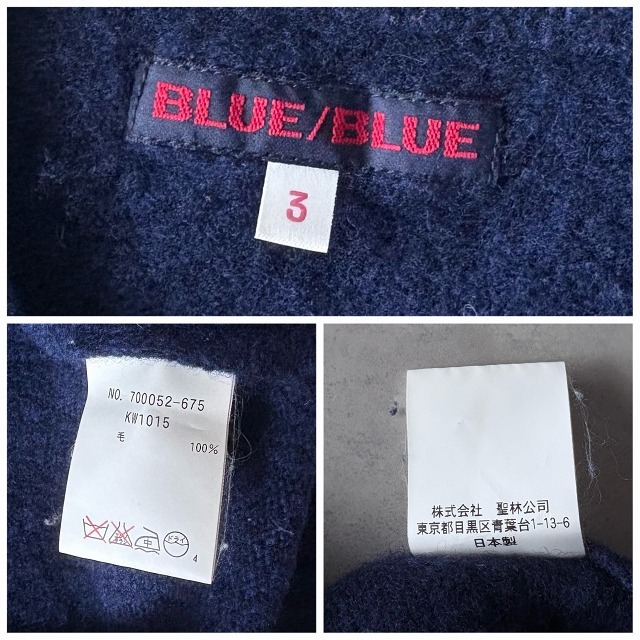 BLUE/BLUE
3
NO. 700052-675
KW1015
毛 100%
中 ドライ
4
株式会社 聖林公司
東京都目黒区青葉台1-13-6
日本製